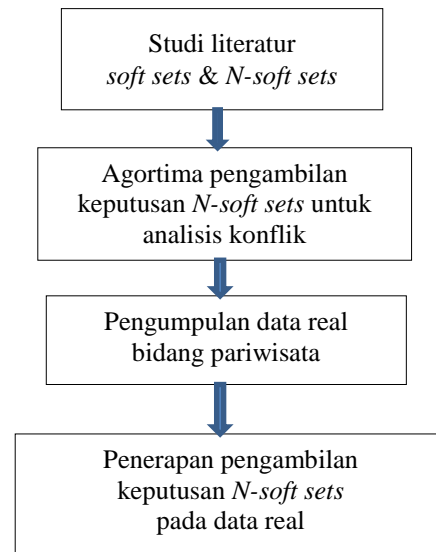 Studi literatur
soft sets & N-soft sets
Agortima pengambilan
keputusan N-soft sets untuk
analisis konflik
Pengumpulan data real
bidang pariwisata
Penerapan pengambilan
keputusan N-soft sets
pada data real